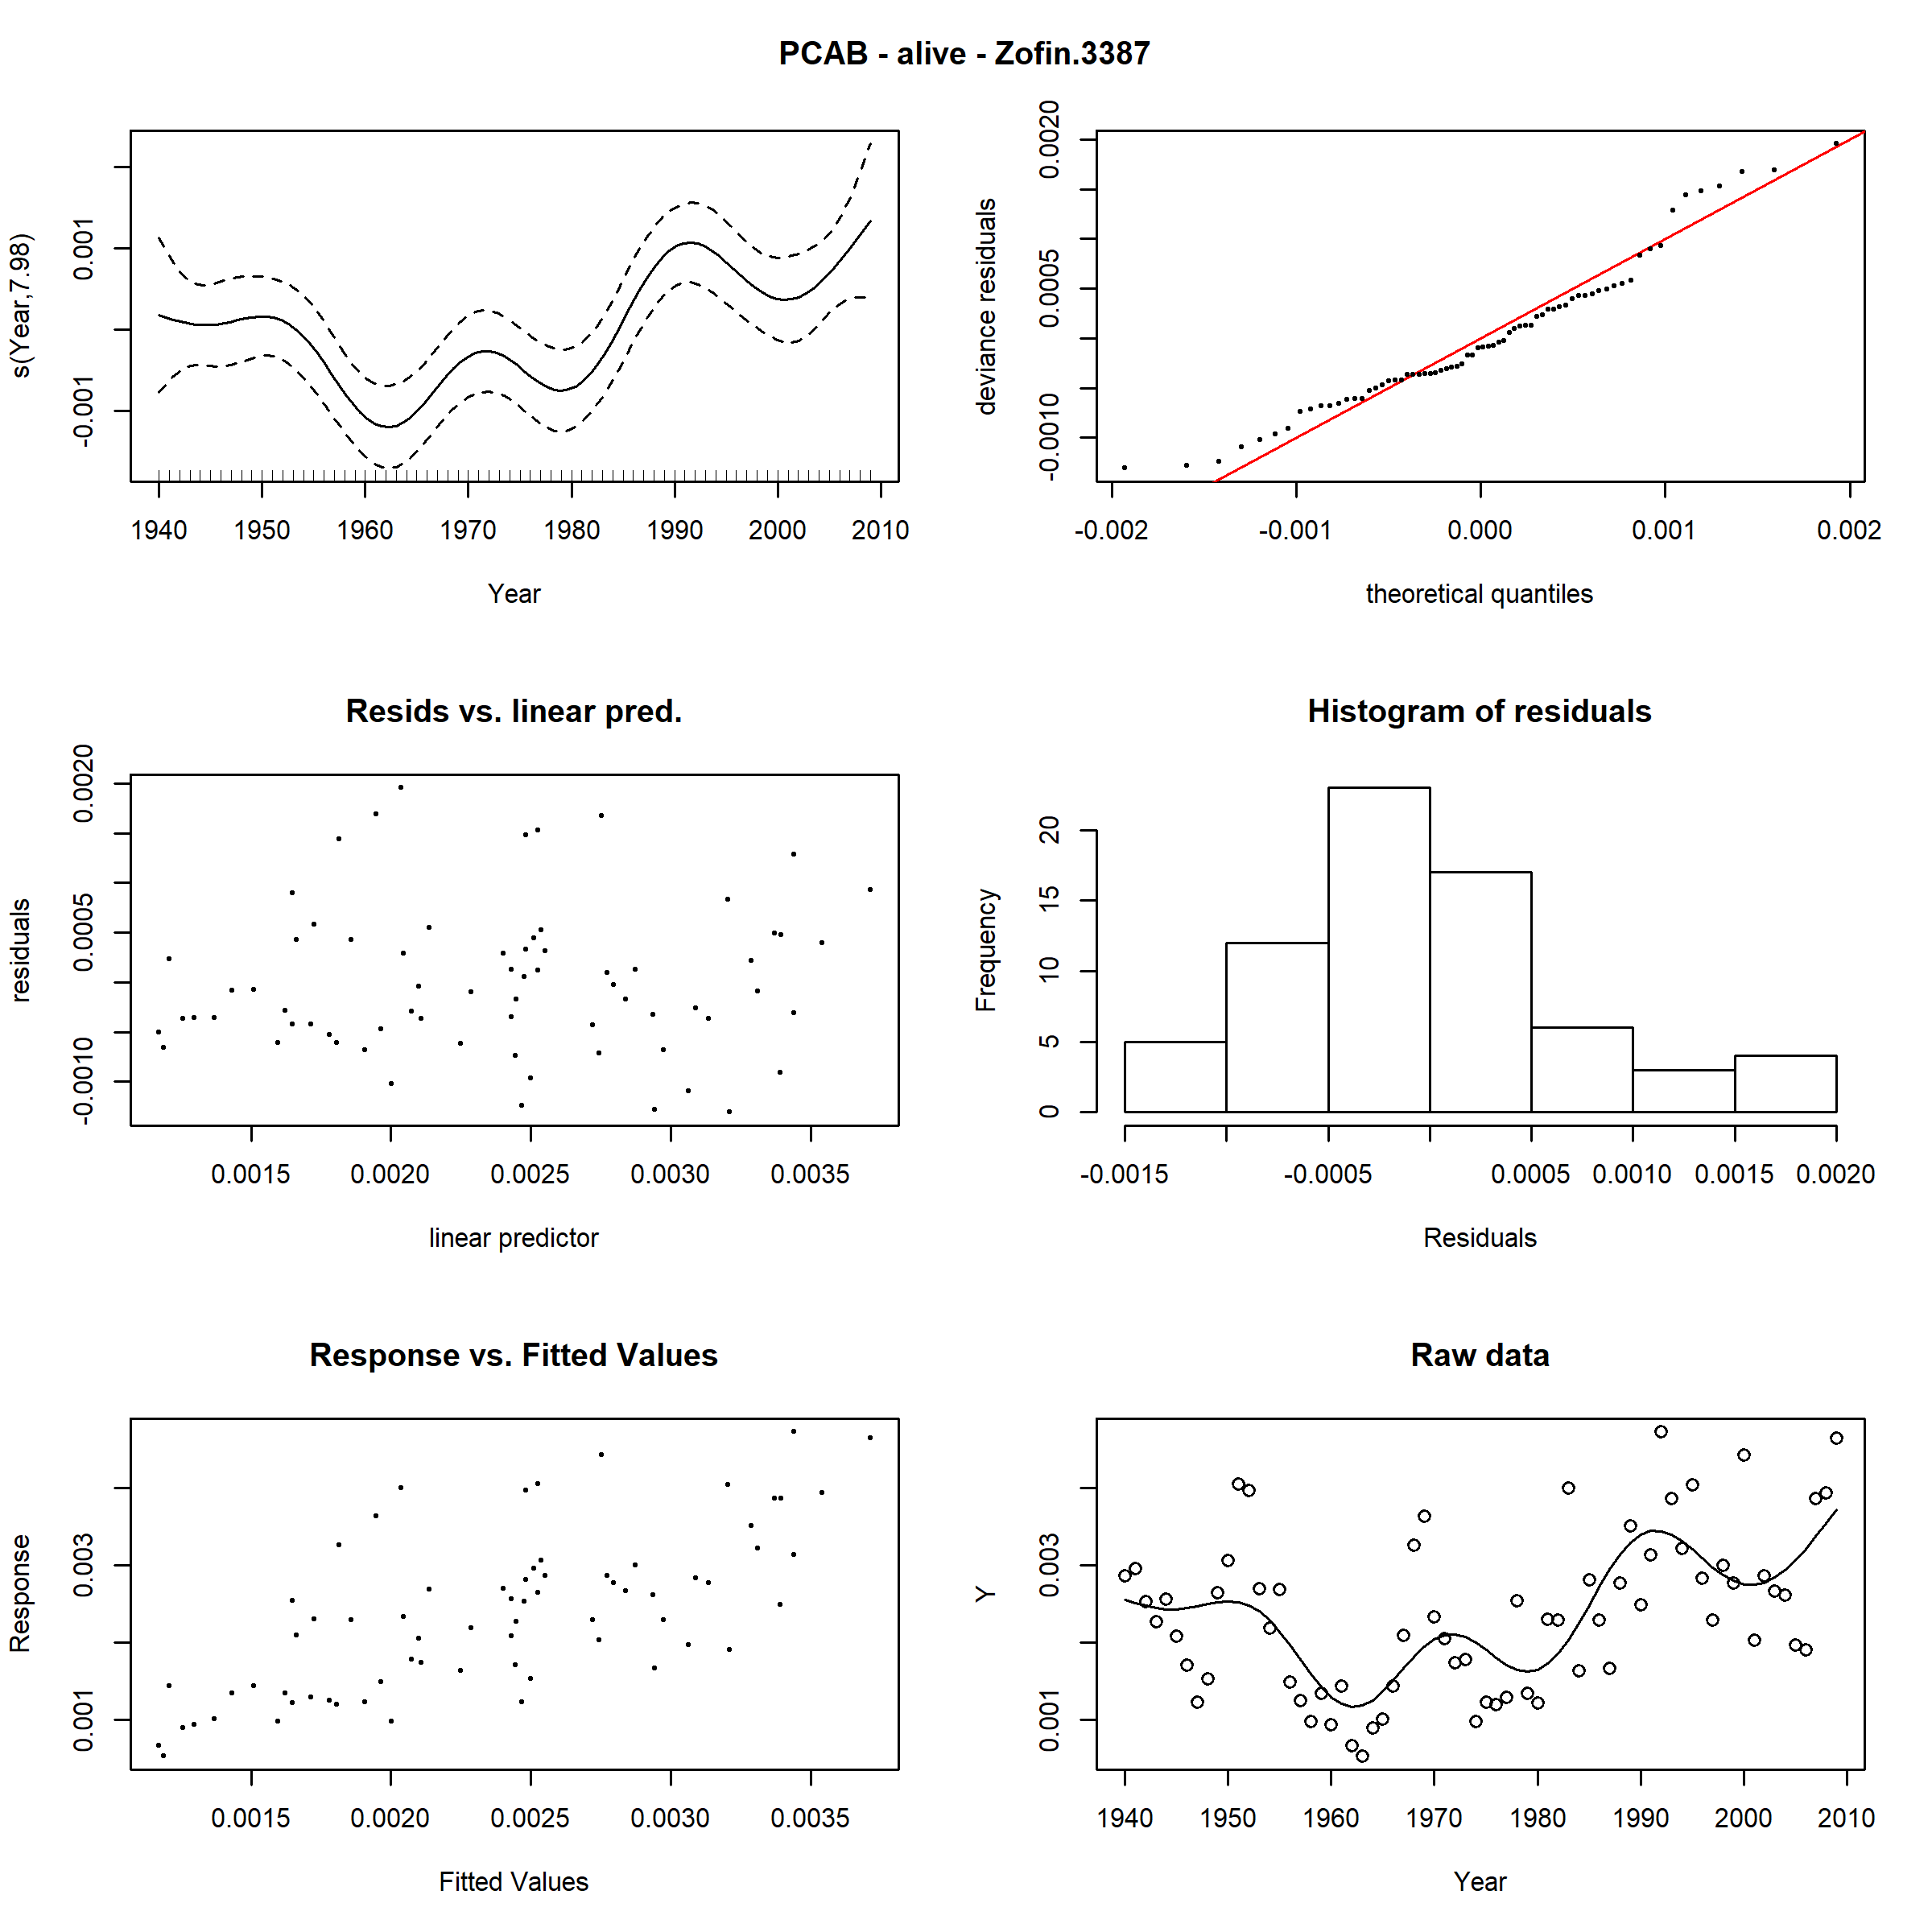 PCAB - alive - Zofin.3387
s(Year,7.98)
-0.001 0.001
1940 1950 1960 1970 1980 1990 2000 2010
Year
deviance residuals
-0.0010 0.0005 0.0020
-0.002 -0.001 0.000 0.001 0.002
theoretical quantiles
Resids vs. linear pred.
residuals
-0.0010 0.0005 0.0020
0.0015 0.0020 0.0025 0.0030 0.0035
linear predictor
Histogram of residuals
Frequency
0 5 10 15 20
-0.0015 -0.0005 0.0005 0.0010 0.0015 0.0020
Residuals
Response vs. Fitted Values
Response
0.001 0.003
0.0015 0.0020 0.0025 0.0030 0.0035
Fitted Values
Raw data
Y
0.001 0.003
1940 1950 1960 1970 1980 1990 2000 2010
Year